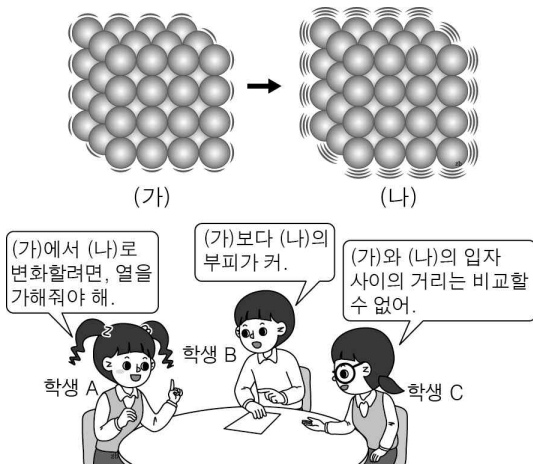 (가)
(나)
(가)에서 (나)로
변화할려면, 열을
가해줘야 해.
(가)보다 (나)의
부피가 커.
(가)와 (나)의 입자
사이의 거리는 비교할
수 없어.
학생 A
학생 B
학생 C